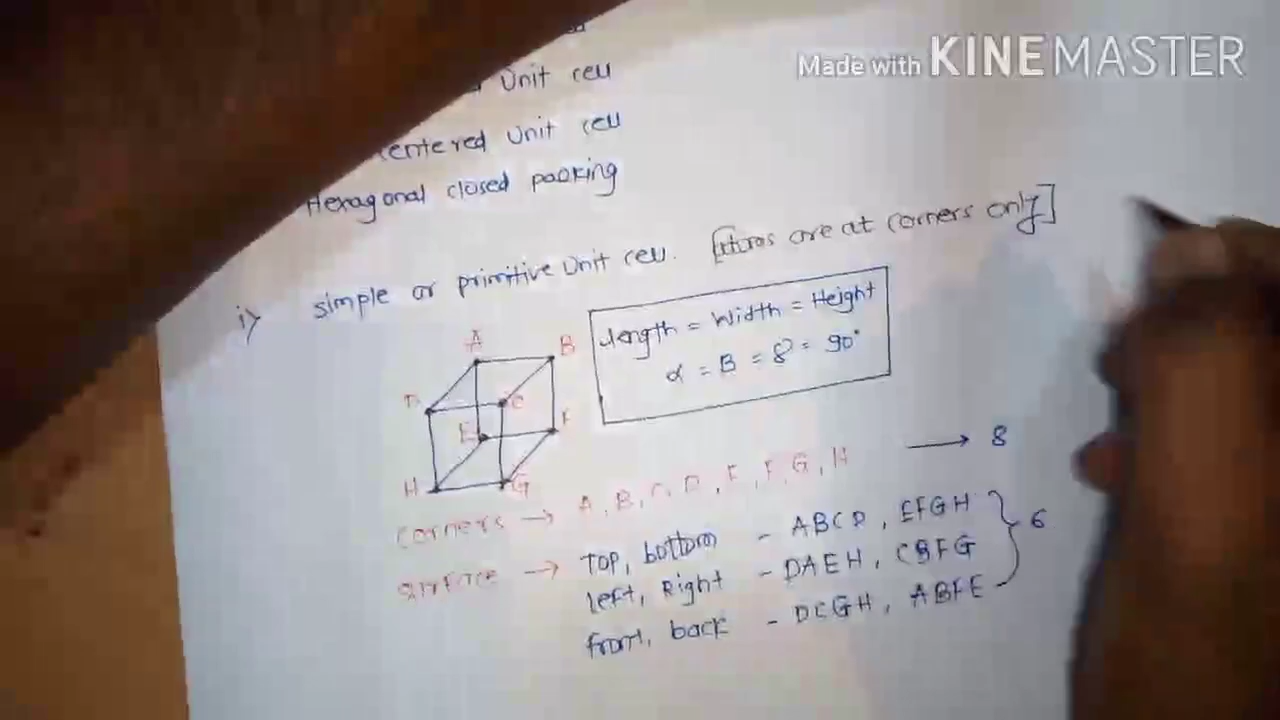 Made with KINEMASTER
Unit cell
centered Unit cell
Hexagonal closed packing
i) simple or primitive Unit cell. [Atoms are at corners only]
length = Width = Height
α = B = 8 = 90°
A B
D C
E F
H G
corners → A, B, C, D, E, F, G, H → 8
surface → Top, bottom - ABCD, EFGH
left, Right - DAEH, CBFG } 6
front, back - DCGH, ABFE